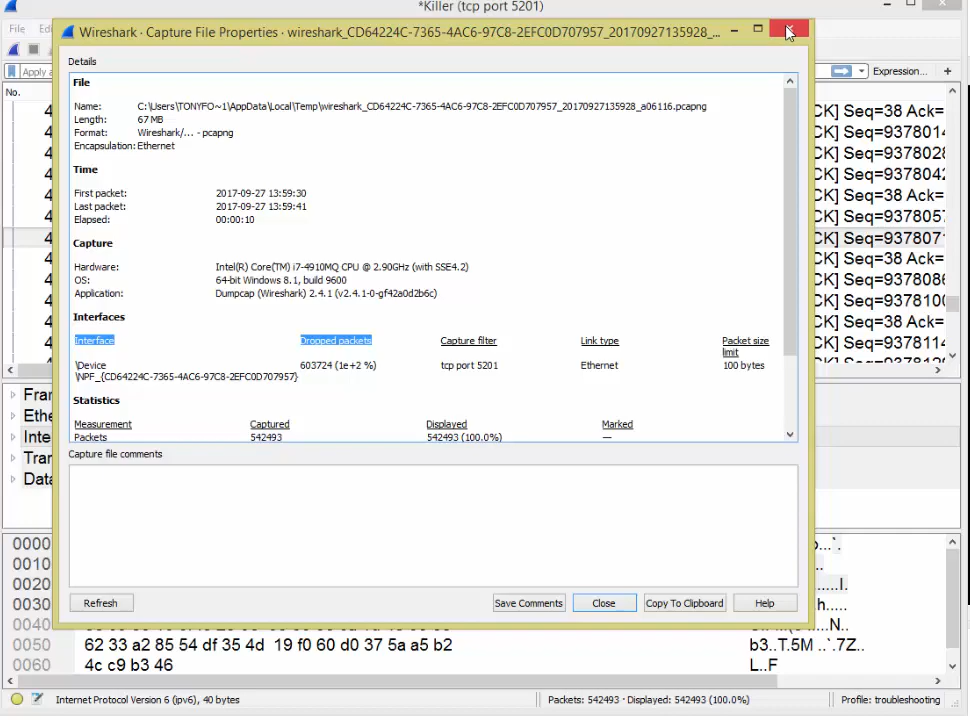 *Killer (tcp port 5201)
File Edi
Wireshark · Capture File Properties · wireshark_CD64224C-7365-4AC6-97C8-2EFC0D707957_20170927135928_...
Apply a
Expression... +
Details
No.
File
Name: C:\Users\TONYFO~1\AppData\Local\Temp\wireshark_CD64224C-7365-4AC6-97C8-2EFC0D707957_20170927135928_a06116.pcapng
Length: 67 MB
Format: Wireshark/... - pcapng
Encapsulation: Ethernet
Time
First packet: 2017-09-27 13:59:30
Last packet: 2017-09-27 13:59:41
Elapsed: 00:00:10
Capture
Hardware: Intel(R) Core(TM) i7-4910MQ CPU @ 2.90GHz (with SSE4.2)
OS: 64-bit Windows 8.1, build 9600
Application: Dumpcap (Wireshark) 2.4.1 (v2.4.1-0-gf42a0d2b6c)
Interfaces
Interface Dropped packets Capture filter Link type Packet size limit
\Device 603724 (1e+2 %) tcp port 5201 Ethernet 100 bytes
\NPF_{CD64224C-7365-4AC6-97C8-2EFC0D707957}
Statistics
Measurement Captured Displayed Marked
Packets 542493 542493 (100.0%) —
Capture file comments
Refresh Save Comments Close Copy To Clipboard Help
CK] Seq=38 Ack=
CK] Seq=9378014
CK] Seq=9378028
CK] Seq=9378042
CK] Seq=38 Ack=
CK] Seq=9378057
CK] Seq=937807
CK] Seq=38 Ack=
CK] Seq=9378086
CK] Seq=9378100
CK] Seq=38 Ack=
CK] Seq=9378114
Fram
Ethe
Inte
Tran
Data
0000
0010
0020
0030
0040
0050 62 33 a2 85 54 df 35 4d 19 f0 60 d0 37 5a a5 b2 b3..T.5M ..`.7Z..
0060 4c c9 b3 46 L..F
Internet Protocol Version 6 (ipv6), 40 bytes
Packets: 542493 · Displayed: 542493 (100.0%)
Profile: troubleshooting